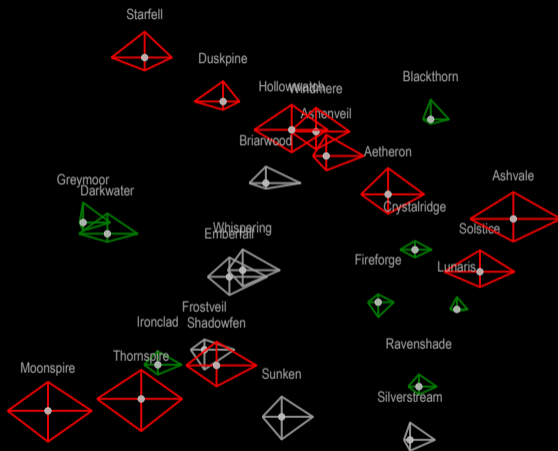 Starfell
Duskpine
Blackthorn
Hollowwatch
Windmere
Ashenveil
Briarwood
Aetheron
Ashvale
Greymoor
Darkwater
Crystalridge
Solstice
Whispering
Emberfall
Fireforge
Lunaris
Frostveil
Ironclad
Shadowfen
Ravenshade
Thornspire
Moonspire
Sunken
Silverstream